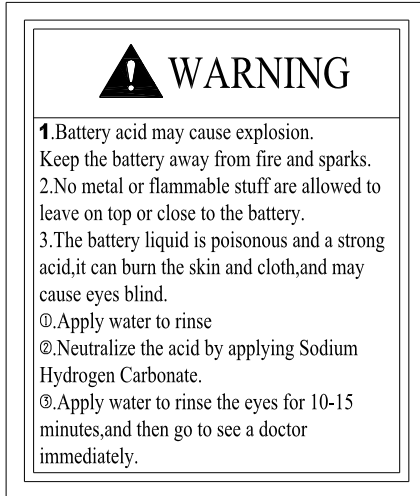 WARNING
1.Battery acid may cause explosion.
Keep the battery away from fire and sparks.
2.No metal or flammable stuff are allowed to
leave on top or close to the battery.
3.The battery liquid is poisonous and a strong
acid,it can burn the skin and cloth,and may
cause eyes blind.
①.Apply water to rinse
②.Neutralize the acid by applying Sodium
Hydrogen Carbonate.
③.Apply water to rinse the eyes for 10-15
minutes,and then go to see a doctor
immediately.